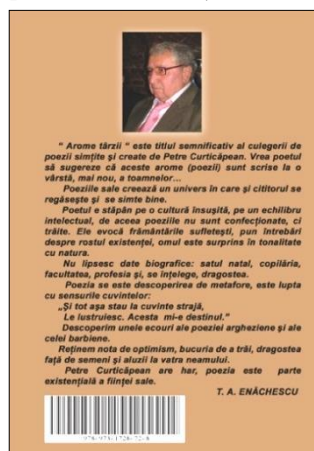 “ Arome târzii ” este titlul semnificativ al culegerii de
poezii simțite și create de Petre Curticăpean. Vrea poetul
să sugereze că aceste arome (poezii) sunt scrise la o
vârstă, mai nou, a toamnelor...
Poeziile sale creează un univers în care și cititorul se
regăsește și se simte bine.
Poetul e stăpân pe o cultură însușită, pe un echilibru
intelectual, de aceea poeziile nu sunt confecționate, ci
trăite. Ele evocă frământările sufletești, pun întrebări
despre rostul existenței, omul este surprins în tonalitate
cu natura.
Nu lipsesc date biografice: satul natal, copilăria,
facultatea, profesia și, se ințelege, dragostea.
Poezia se este descoperirea de metafore, este lupta
cu sensurile cuvintelor:
„Și tot așa stau la cuvinte strajă,
Le lustruiesc. Acesta mi-e destinul.”
Descoperim unele ecouri ale poeziei argheziene și ale
celei barbiene.
Reținem nota de optimism, bucuria de a trăi, dragostea
față de semeni și aluzii la vatra neamului.
Petre Curticăpean are har, poezia este parte
existențială a ființei sale.
T. A. ENĂCHESCU